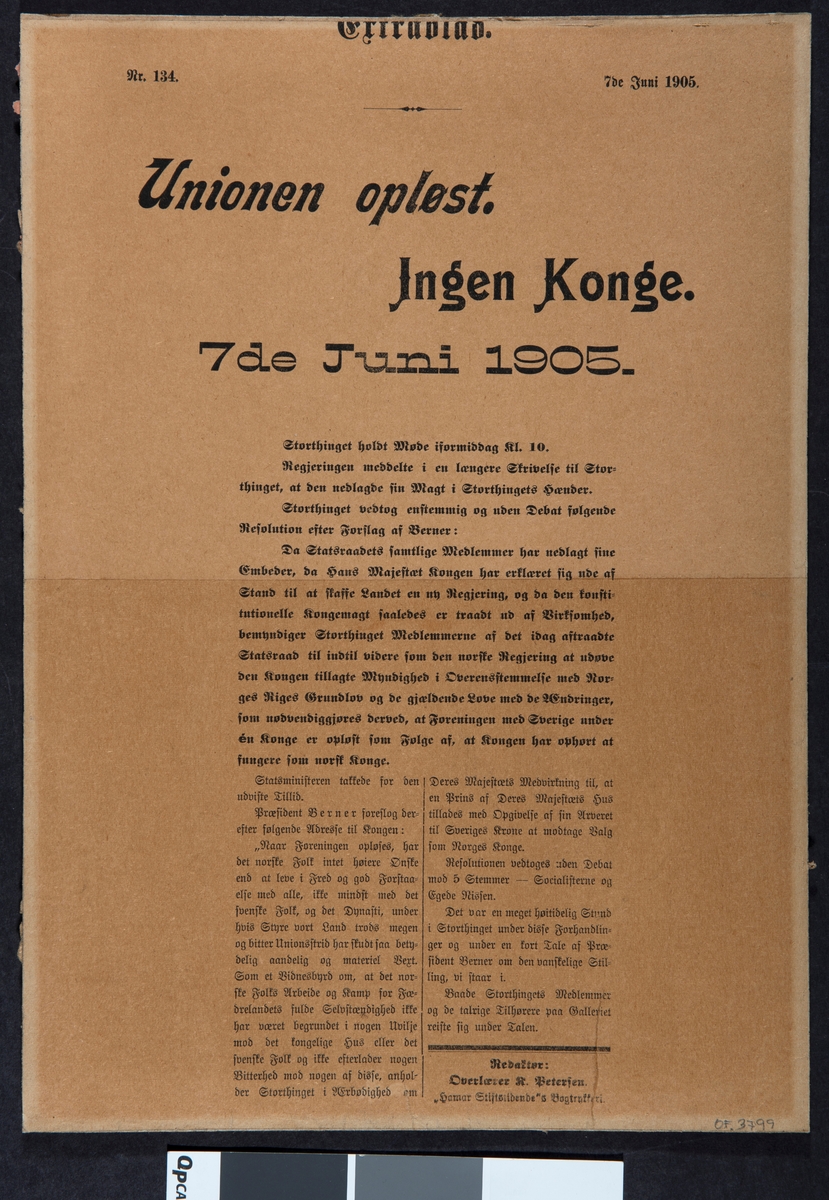 Extrablad.
Nr. 134.
7de Juni 1905.
Unionen opløst.
Ingen Konge.
7de Juni 1905.
Storthinget holdt Møde iformiddag Kl. 10.
Regjeringen meddelte i en længere Skrivelse til Stor-
thinget, at den nedlagde sin Magt i Storthingets Hænder.
Storthinget vedtog enstemmig og uden Debat følgende
Resolution efter Forslag af Berner:
Da Statsraadets samtlige Medlemmer har nedlagt sine
Embeder, da Hans Majestæt Kongen har erklæret sig ude af
Stand til at skaffe Landet en ny Regjering, og da den konsti-
tutionelle Kongemagt saaledes er traadt ud af Virksomhed,
bemyndiger Storthinget Medlemmerne af det idag aftraadte
Statsraad til indtil videre som den norske Regjering at udøve
den Kongen tillagte Myndighed i Overensstemmelse med Nor-
ges Riges Grundlov og de gjældende Love med de Ændringer,
som nødvendiggjøres derved, at Foreningen med Sverige under
én Konge er opløst som Følge af, at Kongen har ophørt at
fungere som norsk Konge.
Statsministeren takkede for den
udviste Tillid.
Præsident Berner foreslog der-
efter følgende Adresse til Kongen:
„Naar Foreningen opløses, har
det norske Folk intet høiere Ønske
end at leve i Fred og god Forstaa-
else med alle, ikke mindst med det
svenske Folk, og det Dynasti, under
hvis Styre vort Land trods megen
og bitter Unionsstrid har skudt saa bety-
delig aandelig og materiel Vext.
Som et Vidnesbyrd om, at det nor-
ske Folks Arbeide og Kamp for Fæ-
drelandets fulde Selvstændighed ikke
har været begrundet i nogen Uvilje
mod det kongelige Hus eller det
svenske Folk og ikke efterlader nogen
Bitterhed mod nogen af disse, anhol-
der Storthinget i Ærbødighed om
Deres Majestæts Medvirkning til, at
en Prins af Deres Majestæts Hus
tillades med Opgivelse af sin Arveret
til Sveriges Krone at modtage Valg
som Norges Konge.
Resolutionen vedtoges uden Debat
mod 5 Stemmer — Socialisterne og
Egede Nissen.
Det var en meget høitidelig Stund
i Storthinget under disse Forhandlin-
ger og under en kort Tale af Præ-
sident Berner om den vanskelige Stil-
ling, vi staar i.
Baade Storthingets Medlemmer
og de talrige Tilhørere paa Galleriet
reiste sig under Talen.
Redaktør:
Overlærer K. Petersen.
„Hamar Stiftstidende"s Bogtrykkeri.
OF. 3799
OpCA